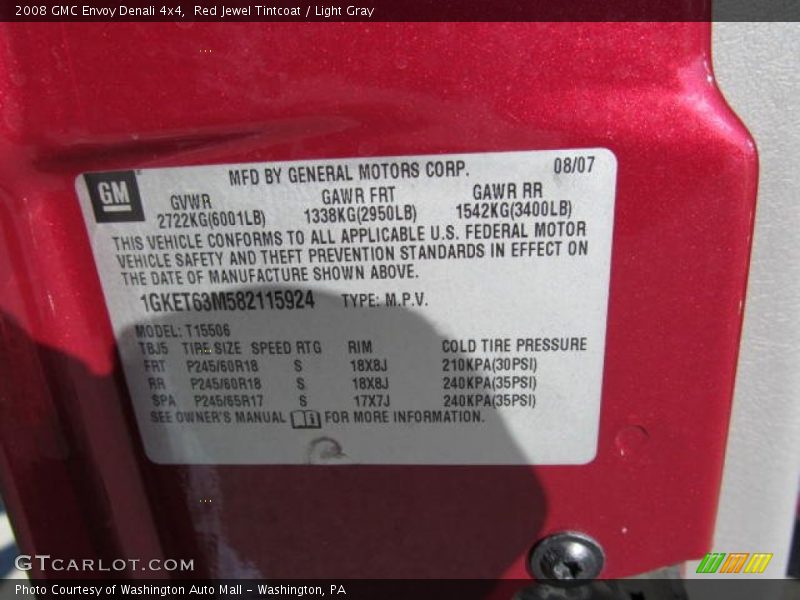 2008 GMC Envoy Denali 4x4,  Red Jewel Tintcoat / Light Gray
GM
MFD BY GENERAL MOTORS CORP. 08/07
GVWR GAWR FRT GAWR RR
2722KG(6001LB) 1338KG(2950LB) 1542KG(3400LB)
THIS VEHICLE CONFORMS TO ALL APPLICABLE U.S. FEDERAL MOTOR
VEHICLE SAFETY AND THEFT PREVENTION STANDARDS IN EFFECT ON
THE DATE OF MANUFACTURE SHOWN ABOVE.
1GKET63M582115924 TYPE: M.P.V.
MODEL: T15506
TBJ5 TIRE SIZE SPEED RTG RIM COLD TIRE PRESSURE
FRT P245/60R18 S 18X8J 210KPA(30PSI)
RR P245/60R18 S 18X8J 240KPA(35PSI)
SPA P245/65R17 S 17X7J 240KPA(35PSI)
SEE OWNER'S MANUAL FOR MORE INFORMATION.
GTCARLOT.COM
Photo Courtesy of Washington Auto Mall - Washington, PA